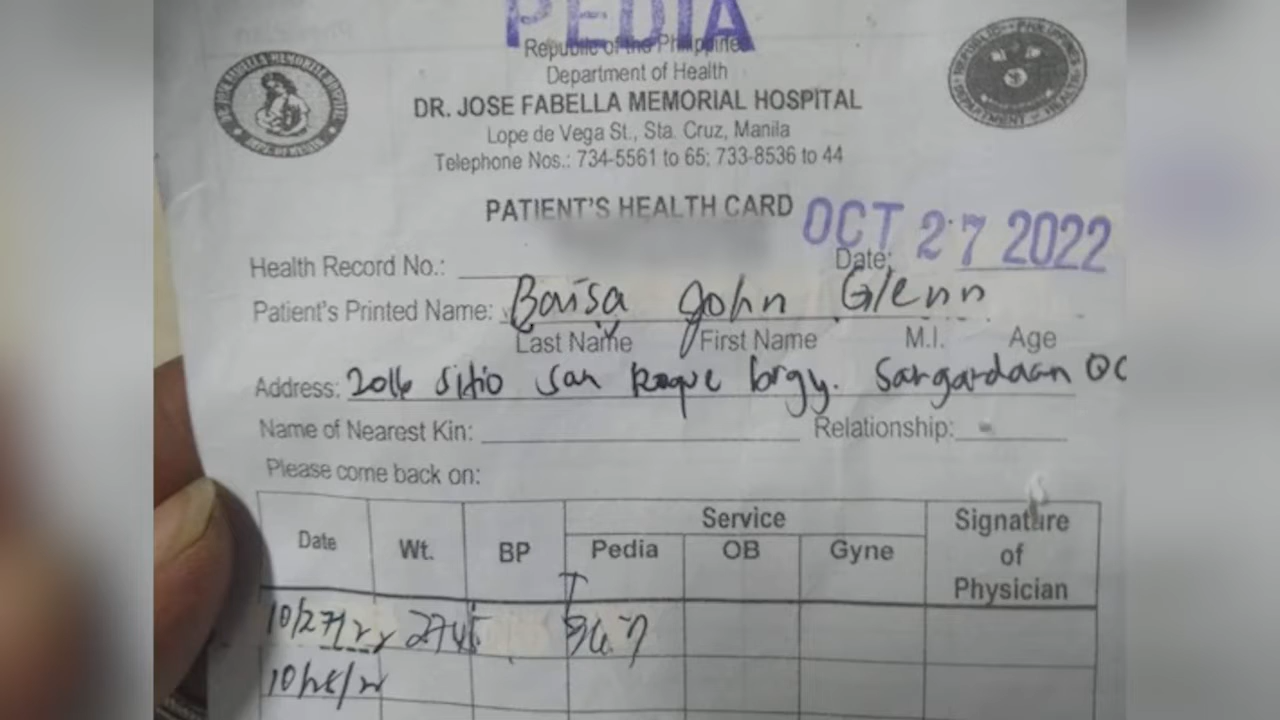 PEDIA
Republic of the Philippines
Department of Health
DR. JOSE FABELLA MEMORIAL HOSPITAL
Lope de Vega St., Sta. Cruz, Manila
Telephone Nos.: 734-5561 to 65; 733-8536 to 44
PATIENT'S HEALTH CARD
OCT 27 2022
Health Record No.: Date:
Patient's Printed Name: Baisa John Glenn
Last Name First Name M.I. Age
Address: 2016 Sitio San Roque brgy. QC
Name of Nearest Kin: Relationship:
Please come back on:
Date Wt. BP Service Signature of Physician
Pedia OB Gyne
T
10/27/22 2745 36.7